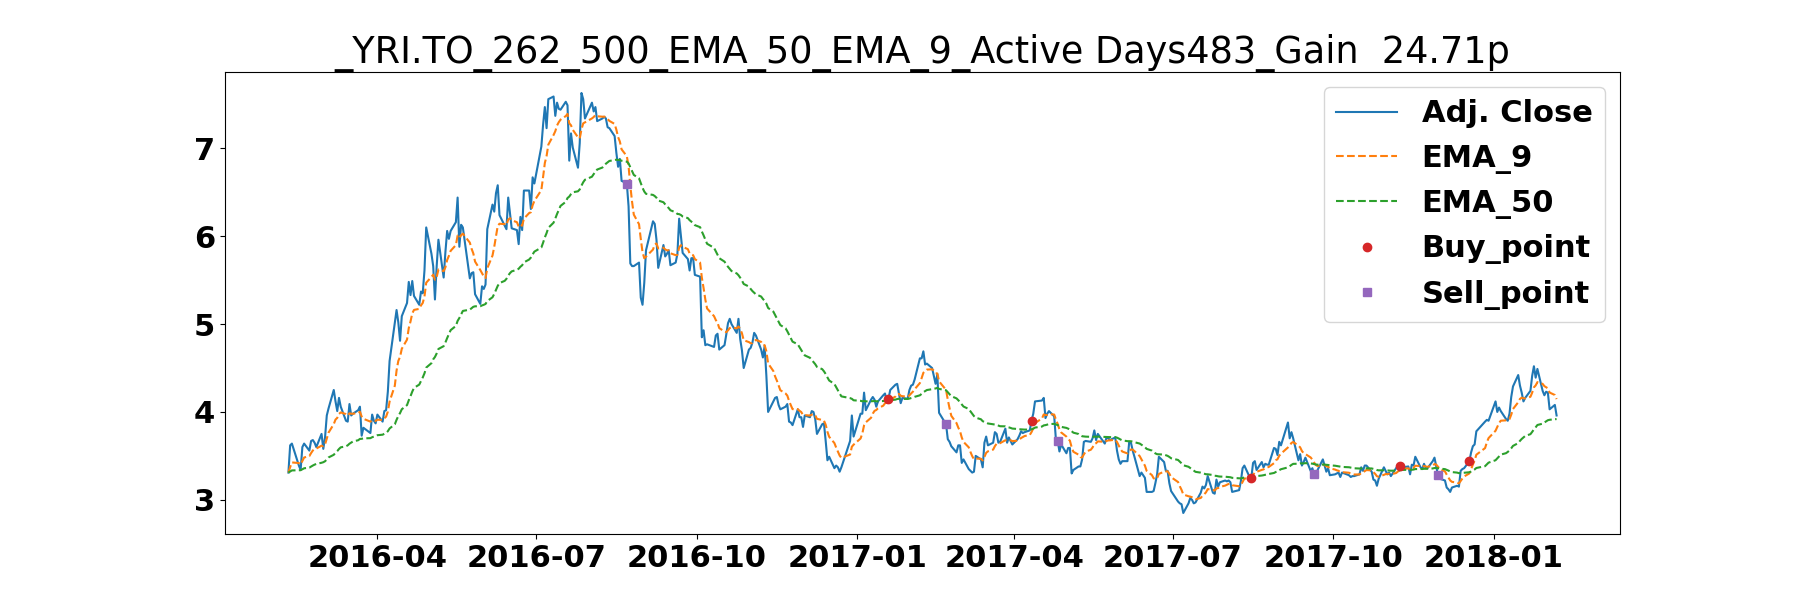 _YRI.TO_262_500_EMA_50_EMA_9_Active Days483_Gain  24.71p
Adj. Close
EMA_9
EMA_50
Buy_point
Sell_point
7
6
5
4
3
2016-04 2016-07 2016-10 2017-01 2017-04 2017-07 2017-10 2018-01